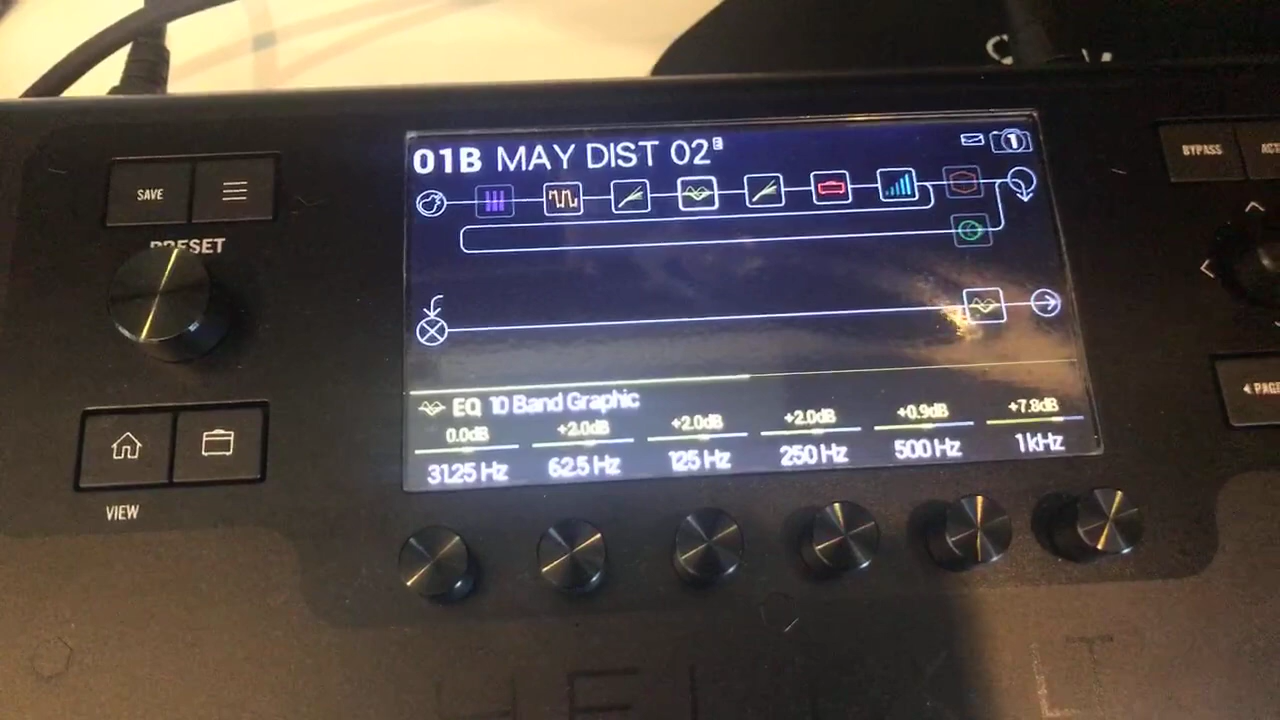 01B MAY DIST 02 E
1
SAVE
BYPASS
PRESET
EQ 10 Band Graphic
0.0dB +2.0dB +2.0dB +2.0dB +0.9dB +7.8dB
31.25 Hz 62.5 Hz 125 Hz 250 Hz 500 Hz 1 kHz
VIEW